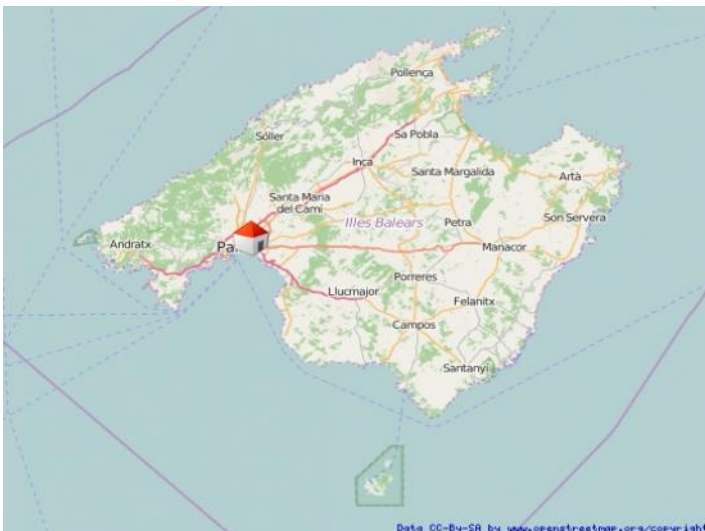 Pollença
Sa Pobla
Sóller
Inca
Santa Margalida
Artà
Santa Maria
del Camí
Illes Balears
Petra
Son Servera
Andratx
Manacor
Porreres
Llucmajor
Felanitx
Campos
Santanyí
Data CC-By-SA by www.openstreetmap.org/copyright